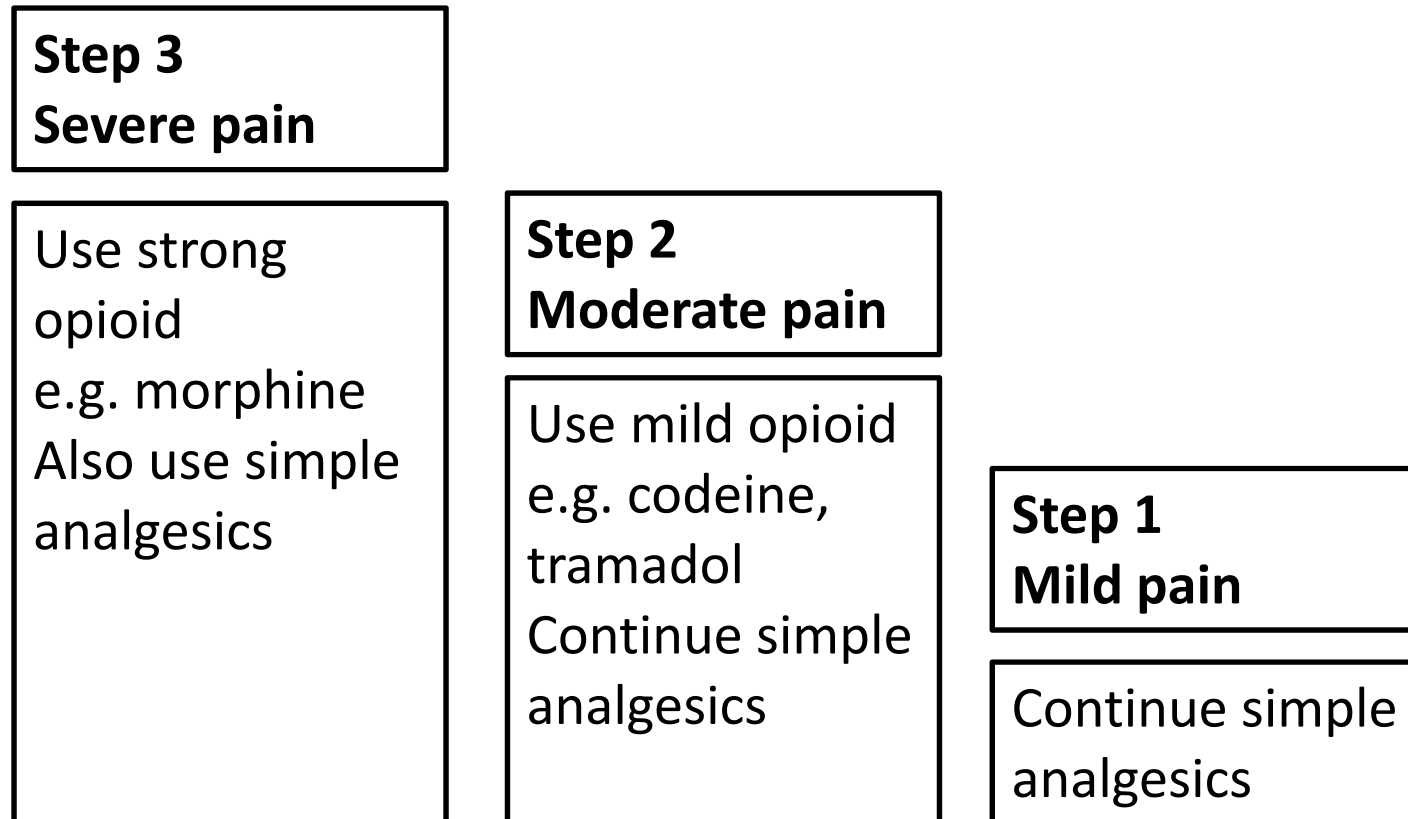 Step 3
Severe pain
Use strong
opioid
e.g. morphine
Also use simple
analgesics
Step 2
Moderate pain
Use mild opioid
e.g. codeine,
tramadol
Continue simple
analgesics
Step 1
Mild pain
Continue simple
analgesics